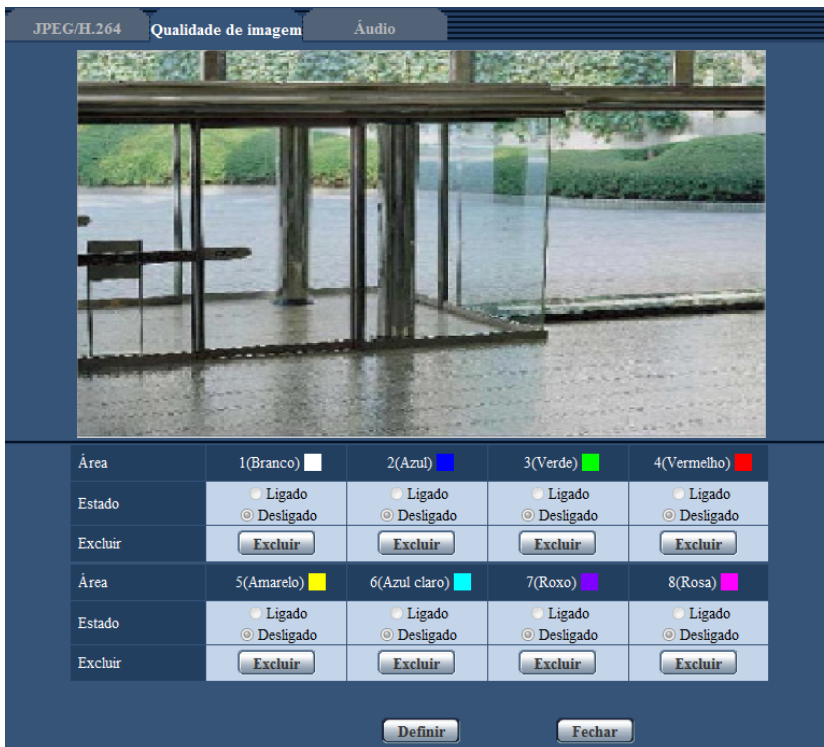 JPEG/H.264 Qualidade de imagem Áudio
Área 1(Branco) 2(Azul) 3(Verde) 4(Vermelho)
Estado Ligado Ligado Ligado Ligado
Desligado Desligado Desligado Desligado
Excluir Excluir Excluir Excluir Excluir
Área 5(Amarelo) 6(Azul claro) 7(Roxo) 8(Rosa)
Estado Ligado Ligado Ligado Ligado
Desligado Desligado Desligado Desligado
Excluir Excluir Excluir Excluir Excluir
Definir Fechar